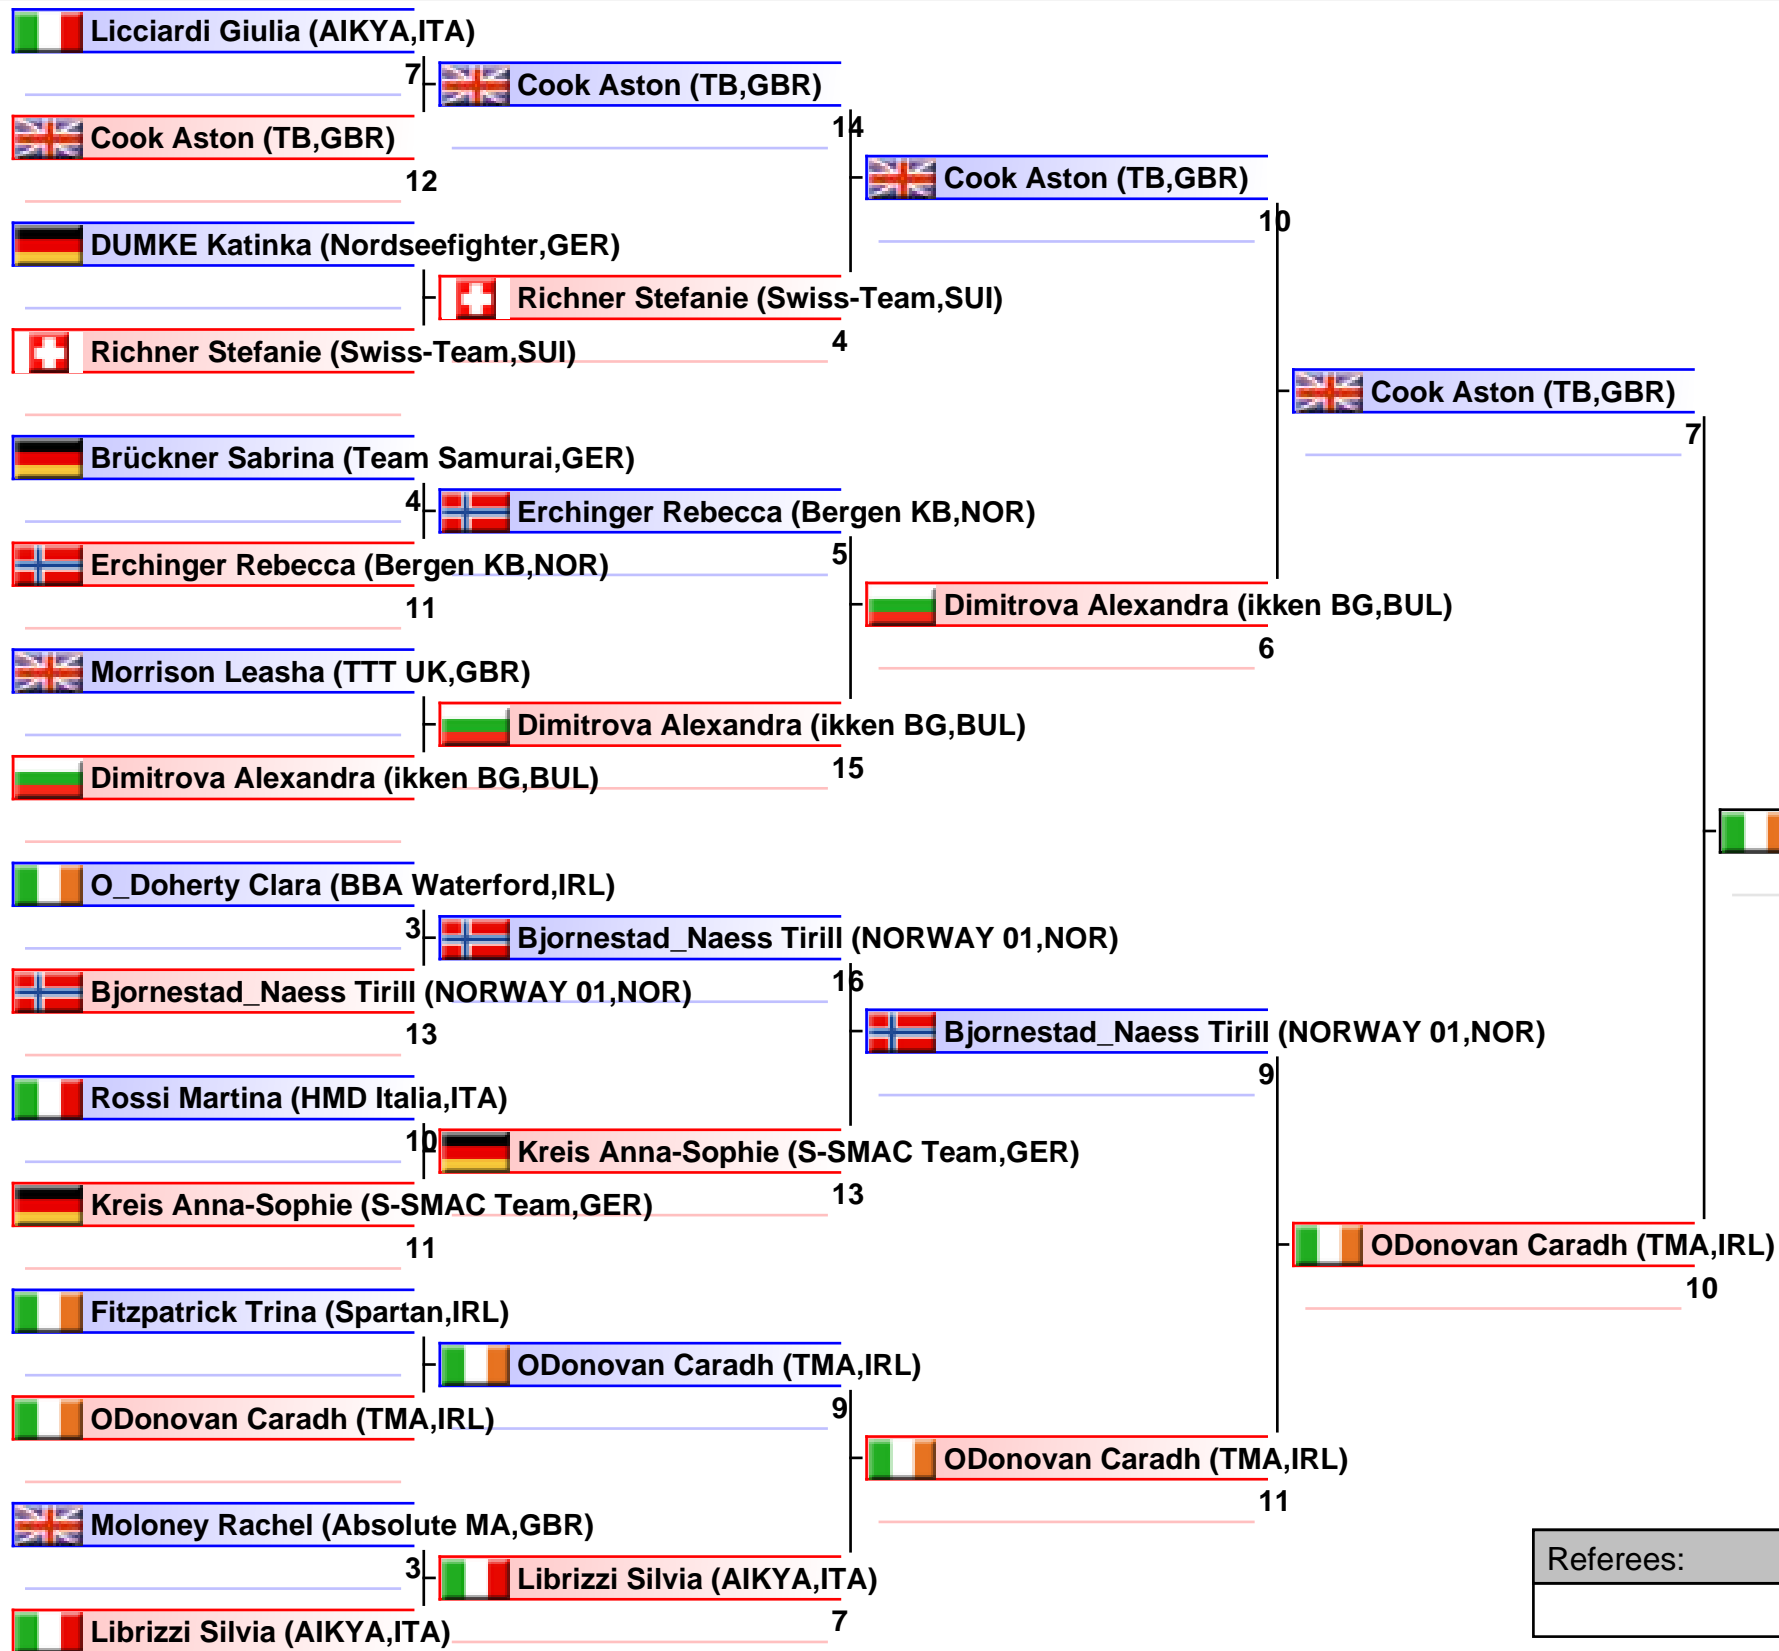 Licciardi Giulia (AIKYA,ITA)
7
Cook Aston (TB,GBR)
12
DUMKE Katinka (Nordseefighter,GER)
Richner Stefanie (Swiss-Team,SUI)
Brückner Sabrina (Team Samurai,GER)
4
Erchinger Rebecca (Bergen KB,NOR)
11
Morrison Leasha (TTT UK,GBR)
Dimitrova Alexandra (ikken BG,BUL)
O_Doherty Clara (BBA Waterford,IRL)
3
Bjornestad_Naess Tirill (NORWAY 01,NOR)
13
Rossi Martina (HMD Italia,ITA)
10
Kreis Anna-Sophie (S-SMAC Team,GER)
11
Fitzpatrick Trina (Spartan,IRL)
ODonovan Caradh (TMA,IRL)
Moloney Rachel (Absolute MA,GBR)
3
Librizzi Silvia (AIKYA,ITA)
Cook Aston (TB,GBR)
14
Richner Stefanie (Swiss-Team,SUI)
4
Erchinger Rebecca (Bergen KB,NOR)
5
Dimitrova Alexandra (ikken BG,BUL)
15
Bjornestad_Naess Tirill (NORWAY 01,NOR)
16
Kreis Anna-Sophie (S-SMAC Team,GER)
13
ODonovan Caradh (TMA,IRL)
9
Librizzi Silvia (AIKYA,ITA)
7
Cook Aston (TB,GBR)
10
Dimitrova Alexandra (ikken BG,BUL)
6
Bjornestad_Naess Tirill (NORWAY 01,NOR)
9
ODonovan Caradh (TMA,IRL)
11
Cook Aston (TB,GBR)
7
ODonovan Caradh (TMA,IRL)
10
Referees: